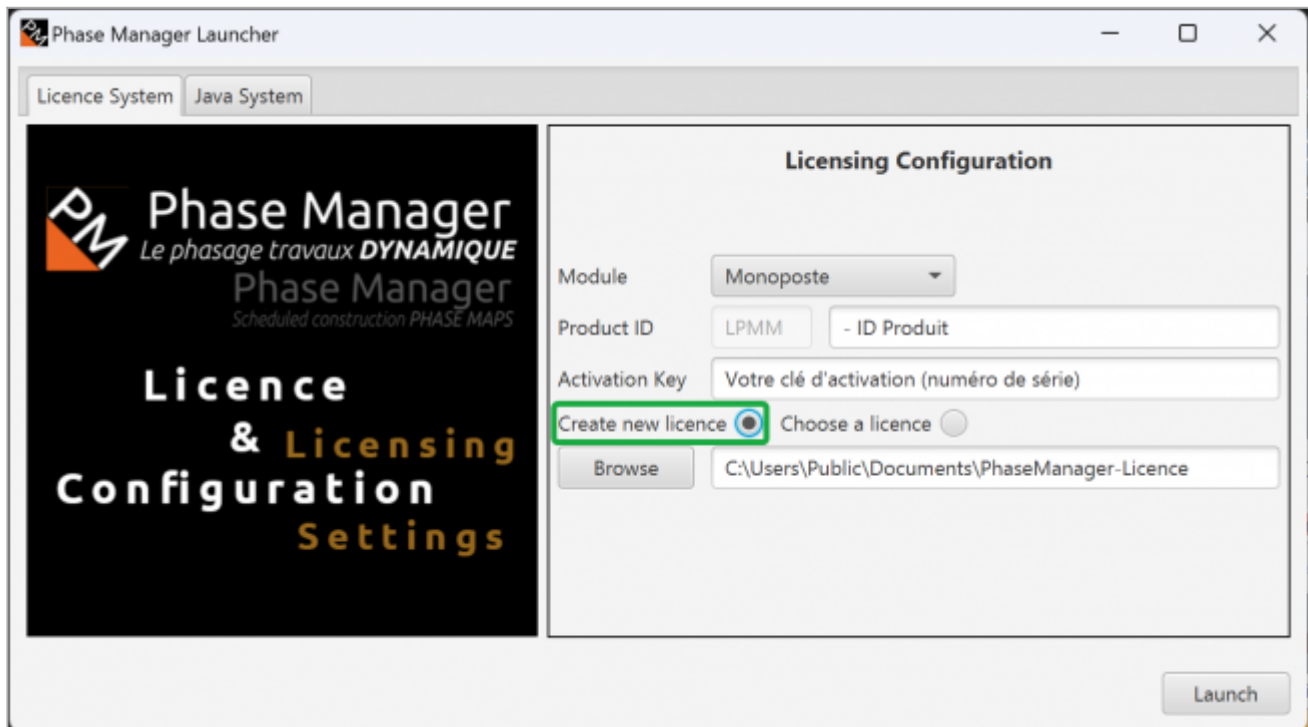 PM Phase Manager Launcher
Licence System Java System
PM Phase Manager
Le phasage travaux DYNAMIQUE
Phase Manager
Scheduled construction PHASE MAPS
Licence
& Licensing
Configuration
Settings
Licensing Configuration
Module Monoposte
Product ID LPMM - ID Produit
Activation Key Votre clé d'activation (numéro de série)
Create new licence Choose a licence
Browse C:\Users\Public\Documents\PhaseManager-Licence
Launch